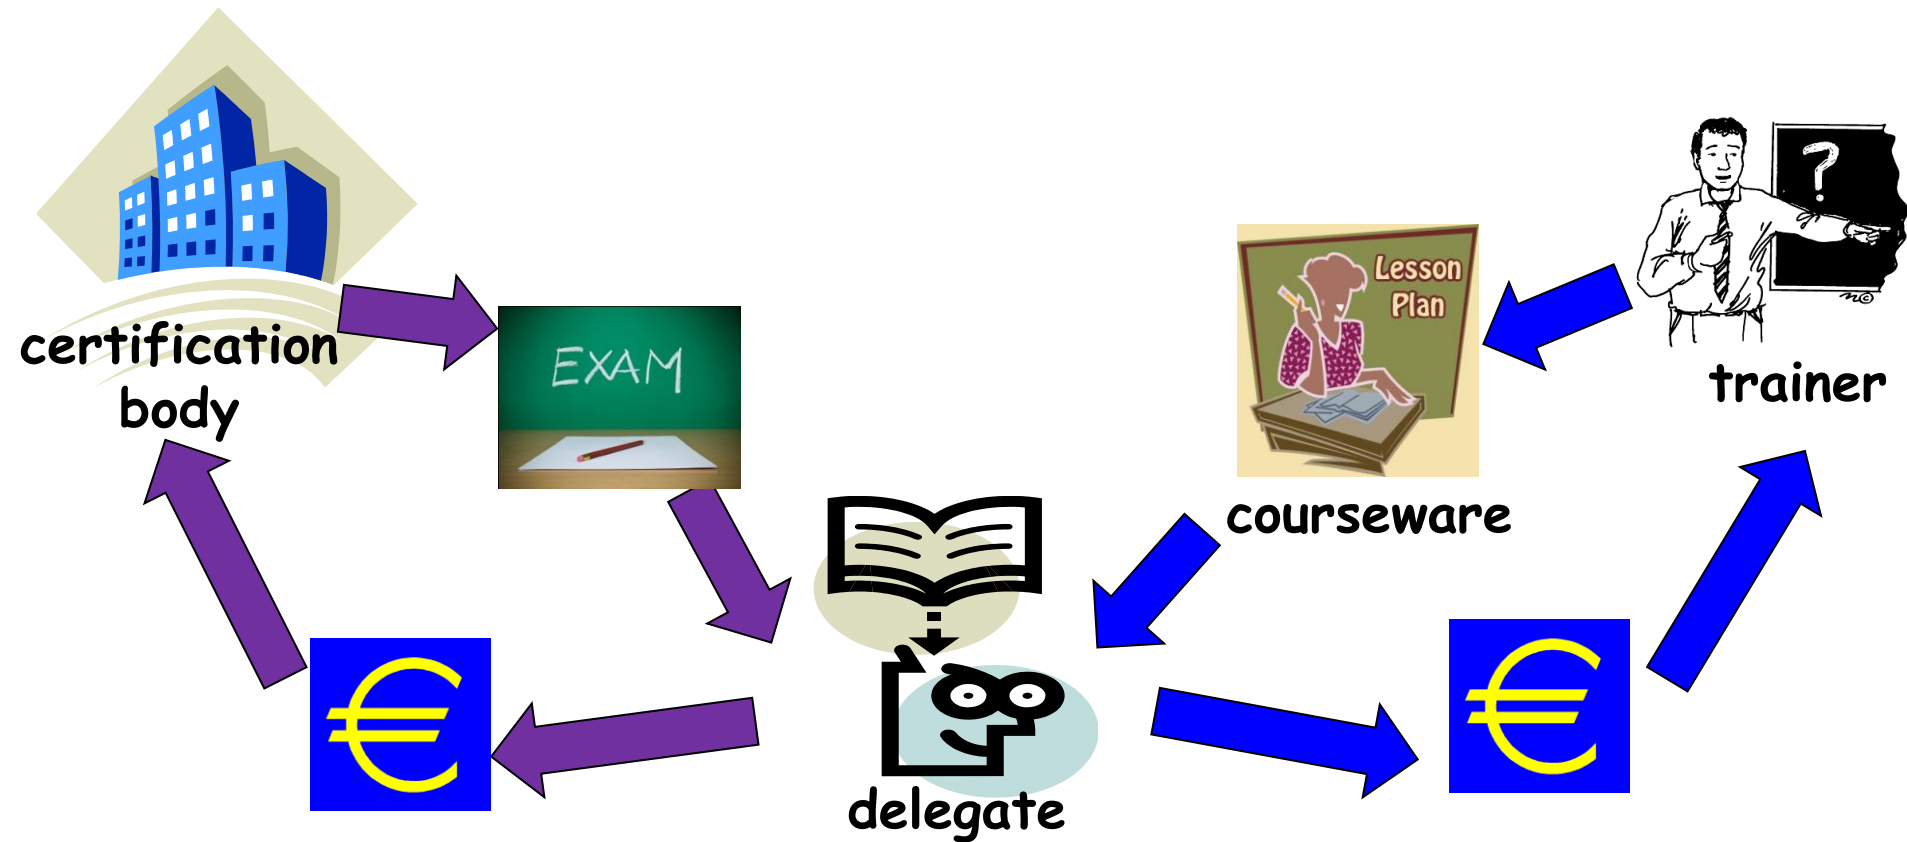 certification
body
EXAM
Lesson
Plan
?
trainer
courseware
€
€
delegate